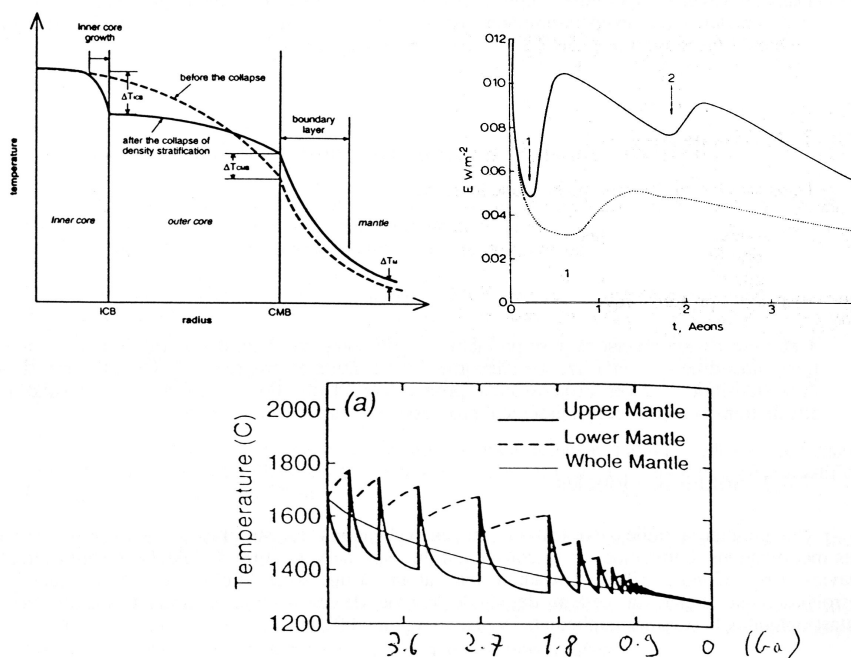 Inner core
growth
before the collapse
ΔT ICB
after the collapse of
density stratification
boundary
layer
ΔT CMB
temperature
Inner core
outer core
mantle
ΔT M
ICB
radius
CMB
012
010
008
006
004
002
0
E Wm⁻²
1
2
1
0
1
2
3
t, Aeons
(a)
Upper Mantle
Lower Mantle
Whole Mantle
2000
1800
1600
1400
1200
Temperature (C)
3.6
2.7
1.8
0.9
0
(Ga)